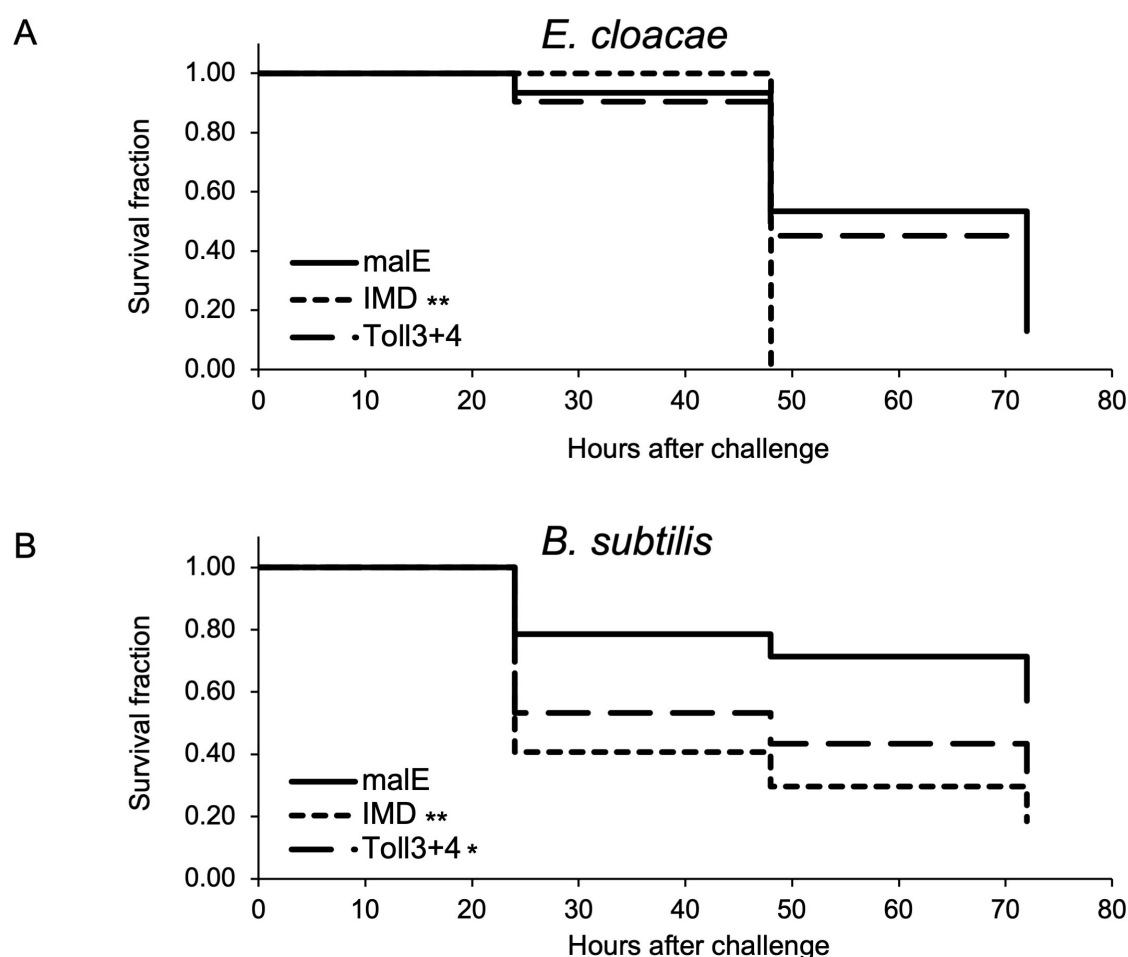 A
E. cloacae
Survival fraction
1.00
0.80
0.60
0.40
0.20
0.00
malE
IMD **
Toll3+4
0 10 20 30 40 50 60 70 80
Hours after challenge
B
B. subtilis
Survival fraction
1.00
0.80
0.60
0.40
0.20
0.00
malE
IMD **
Toll3+4 *
0 10 20 30 40 50 60 70 80
Hours after challenge